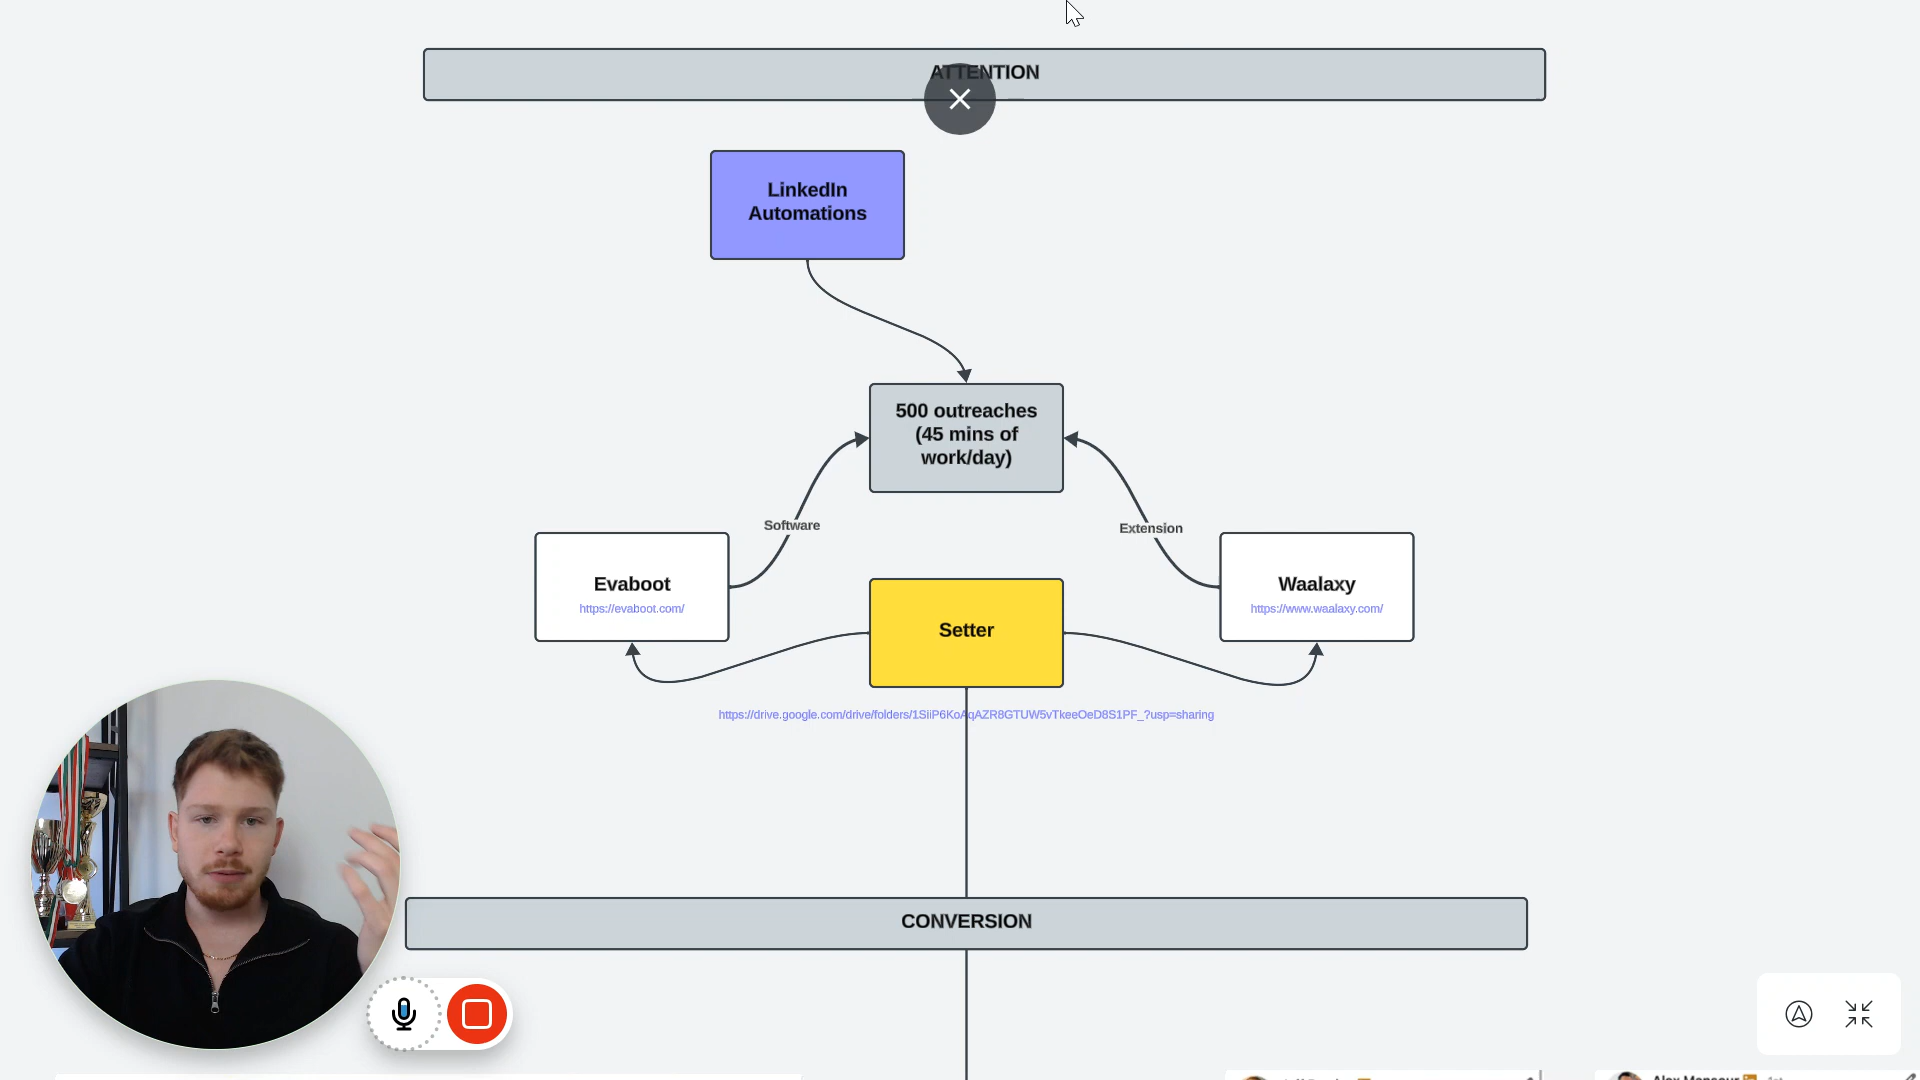 ATTENTION
LinkedIn
Automations
500 outreaches
(45 mins of
work/day)
Software
Extension
Evaboot
https://evaboot.com/
Setter
Waalaxy
https://www.waalaxy.com/
https://drive.google.com/drive/folders/1SiiP6KoAqAZR8GTUW5vTkeeOeD8S1PF_?usp=sharing
CONVERSION